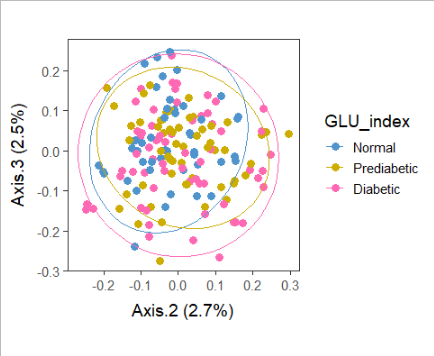 0.2
0.1
0.0
-0.1
-0.2
-0.3
-0.2 -0.1 0.0 0.1 0.2 0.3
Axis.3 (2.5%)
Axis.2 (2.7%)
GLU_index
Normal
Prediabetic
Diabetic